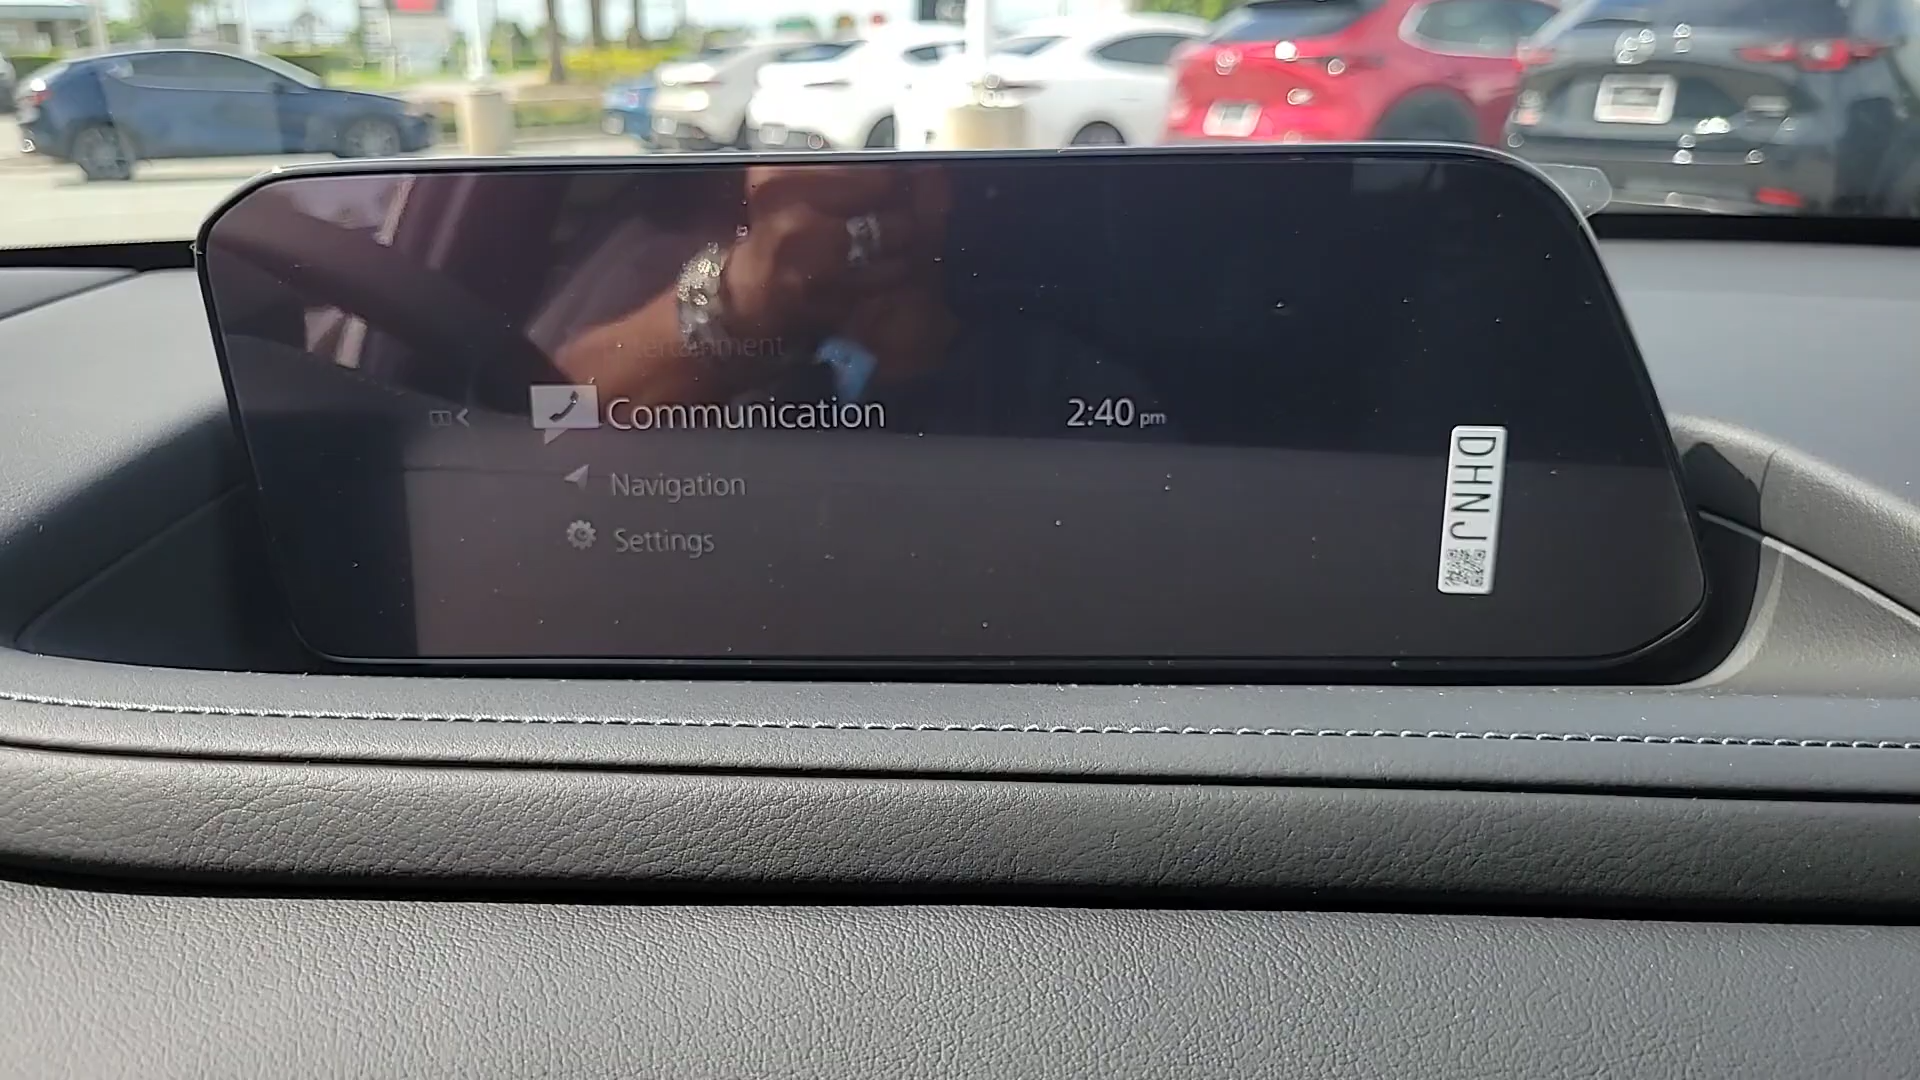 Entertainment
Communication
2:40 pm
Navigation
Settings
DHNJ